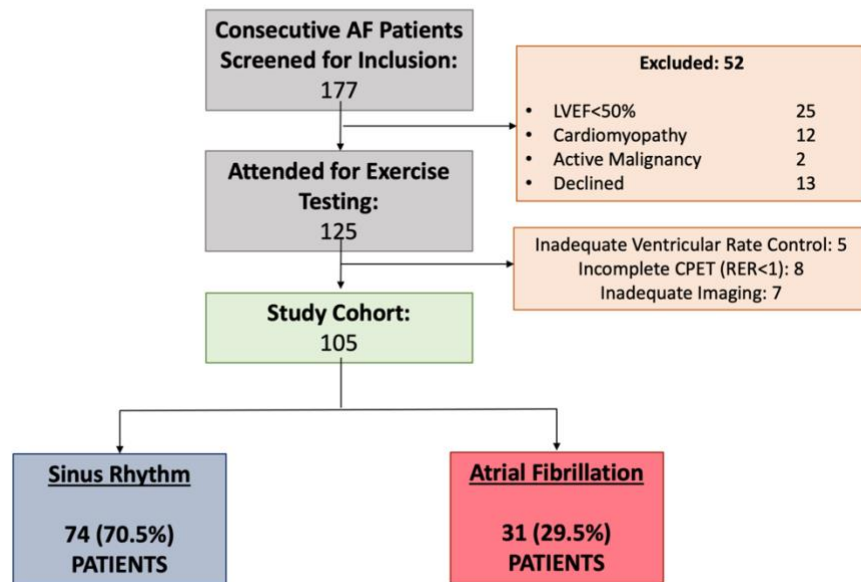 Consecutive AF Patients
Screened for Inclusion:
177
Excluded: 52
• LVEF<50% 25
• Cardiomyopathy 12
• Active Malignancy 2
• Declined 13
Attended for Exercise
Testing:
125
Inadequate Ventricular Rate Control: 5
Incomplete CPET (RER<1): 8
Inadequate Imaging: 7
Study Cohort:
105
Sinus Rhythm
74 (70.5%)
PATIENTS
Atrial Fibrillation
31 (29.5%)
PATIENTS